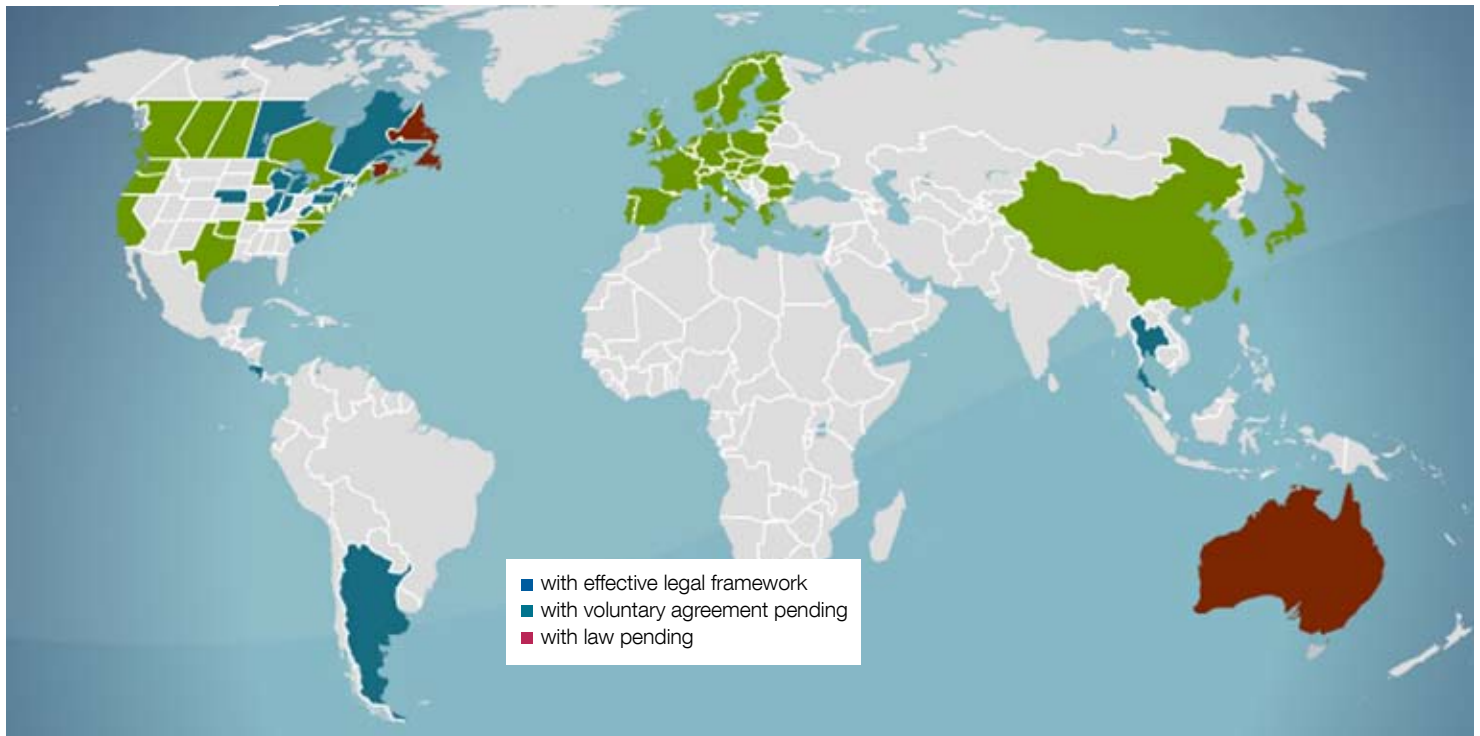 with effective legal framework
with voluntary agreement pending
with law pending